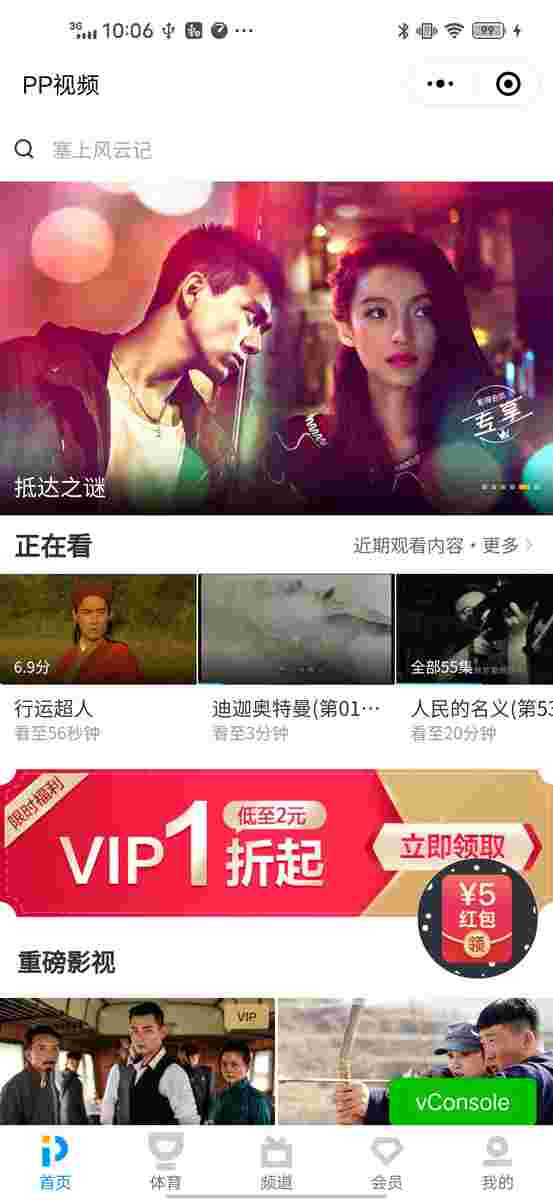 3G 10:06 99
PP视频
塞上风云记
专享
抵达之谜
正在看
近期观看内容·更多
6.9分
全部55集
行运超人
迪迦奥特曼(第01…
人民的名义(第53
看至56秒钟
看至3分钟
看至20分钟
限时福利
VIP1折起
低至2元
立即领取
¥5
红包
领
重磅影视
VIP
vConsole
首页
体育
频道
会员
我的